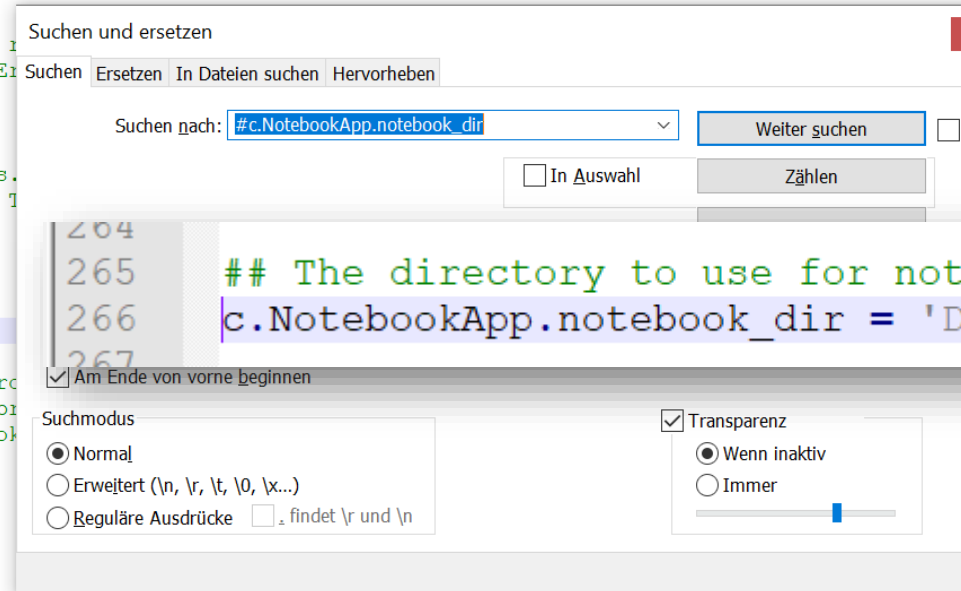 Suchen und ersetzen
Suchen Ersetzen In Dateien suchen Hervorheben
Suchen nach: #c.NotebookApp.notebook_dir Weiter suchen
In Auswahl Zählen
264
265 ## The directory to use for not
266 c.NotebookApp.notebook_dir = 'D
267
Am Ende von vorne beginnen
Suchmodus Transparenz
Normal Wenn inaktiv
Erweitert (\n, \r, \t, \0, \x...) Immer
Reguläre Ausdrücke . findet \r und \n